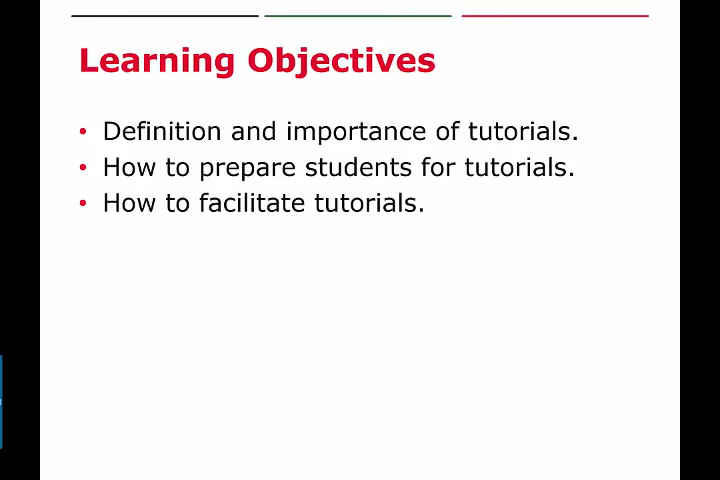 Learning Objectives
• Definition and importance of tutorials.
• How to prepare students for tutorials.
• How to facilitate tutorials.